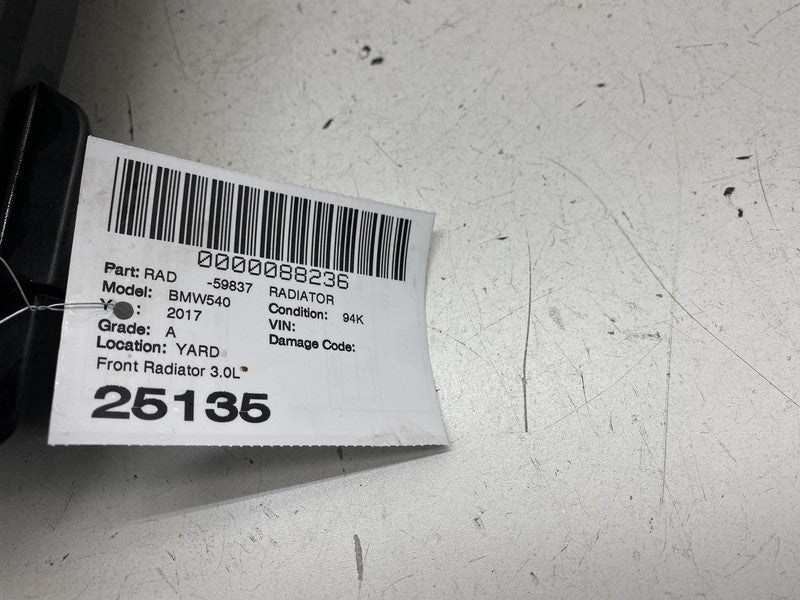 0000088236
Part: RAD -59837 RADIATOR
Model: BMW540 Condition: 94K
: 2017 VIN:
Grade: A Damage Code:
Location: YARD
Front Radiator 3.0L
25135